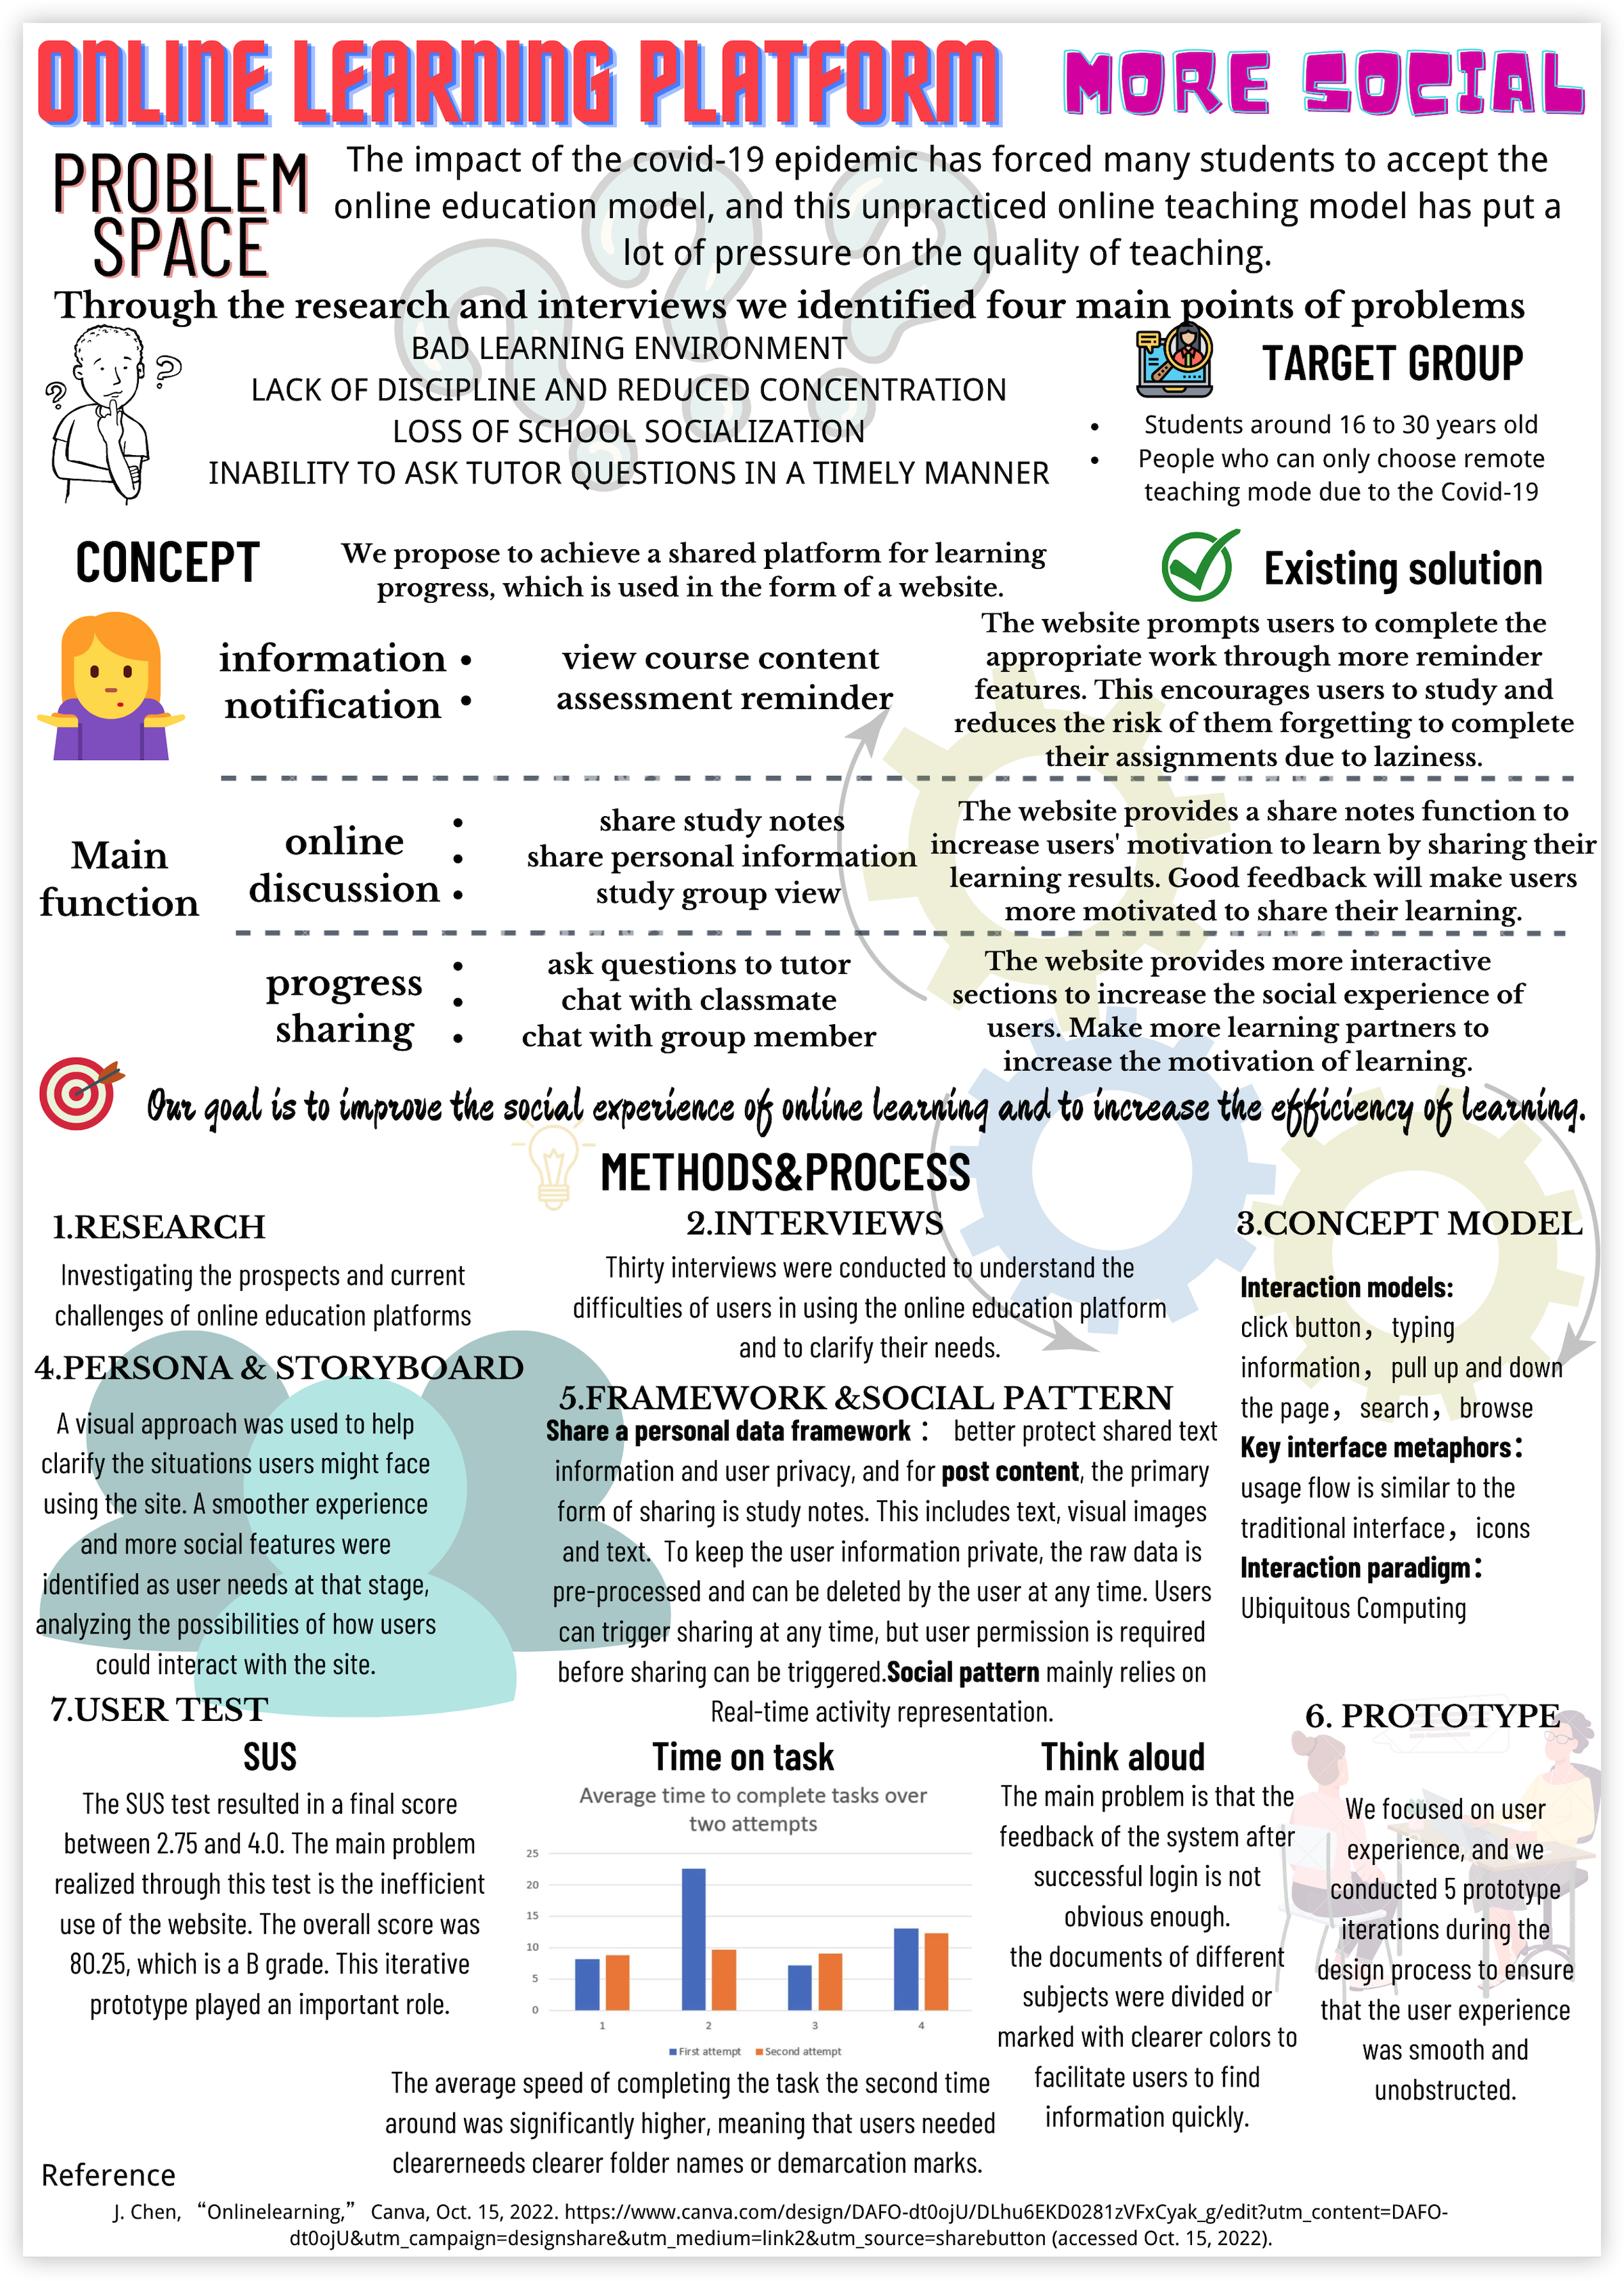 ONLINE LEARNING PLATFORM MORE SOCIAL
PROBLEM
SPACE
The impact of the covid-19 epidemic has forced many students to accept the
online education model, and this unpracticed online teaching model has put a
lot of pressure on the quality of teaching.
Through the research and interviews we identified four main points of problems
BAD LEARNING ENVIRONMENT
LACK OF DISCIPLINE AND REDUCED CONCENTRATION
LOSS OF SCHOOL SOCIALIZATION
INABILITY TO ASK TUTOR QUESTIONS IN A TIMELY MANNER
TARGET GROUP
• Students around 16 to 30 years old
• People who can only choose remote
teaching mode due to the Covid-19
CONCEPT
We propose to achieve a shared platform for learning
progress, which is used in the form of a website.
Existing solution
information
notification
• view course content
• assessment reminder
The website prompts users to complete the
appropriate work through more reminder
features. This encourages users to study and
reduces the risk of them forgetting to complete
their assignments due to laziness.
Main
function
online
discussion
• share study notes
• share personal information
• study group view
The website provides a share notes function to
increase users' motivation to learn by sharing their
learning results. Good feedback will make users
more motivated to share their learning.
progress
sharing
• ask questions to tutor
• chat with classmate
• chat with group member
The website provides more interactive
sections to increase the social experience of
users. Make more learning partners to
increase the motivation of learning.
Our goal is to improve the social experience of online learning and to increase the efficiency of learning.
METHODS&PROCESS
1.RESEARCH
Investigating the prospects and current
challenges of online education platforms
2.INTERVIEWS
Thirty interviews were conducted to understand the
difficulties of users in using the online education platform
and to clarify their needs.
3.CONCEPT MODEL
Interaction models:
click button， typing
information， pull up and down
the page， search， browse
Key interface metaphors：
usage flow is similar to the
traditional interface， icons
Interaction paradigm：
Ubiquitous Computing
4.PERSONA & STORYBOARD
A visual approach was used to help
clarify the situations users might face
using the site. A smoother experience
and more social features were
identified as user needs at that stage,
analyzing the possibilities of how users
could interact with the site.
5.FRAMEWORK &SOCIAL PATTERN
Share a personal data framework： better protect shared text
information and user privacy, and for post content, the primary
form of sharing is study notes. This includes text, visual images
and text. To keep the user information private, the raw data is
pre-processed and can be deleted by the user at any time. Users
can trigger sharing at any time, but user permission is required
before sharing can be triggered.Social pattern mainly relies on
Real-time activity representation.
6. PROTOTYPE
We focused on user
experience, and we
conducted 5 prototype
iterations during the
design process to ensure
that the user experience
was smooth and
unobstructed.
7.USER TEST
SUS
The SUS test resulted in a final score
between 2.75 and 4.0. The main problem
realized through this test is the inefficient
use of the website. The overall score was
80.25, which is a B grade. This iterative
prototype played an important role.
Time on task
Average time to complete tasks over
two attempts
25
20
15
10
5
0
1 2 3 4
First attempt Second attempt
The average speed of completing the task the second time
around was significantly higher, meaning that users needed
clearerneeds clearer folder names or demarcation marks.
Think aloud
The main problem is that the
feedback of the system after
successful login is not
obvious enough.
the documents of different
subjects were divided or
marked with clearer colors to
facilitate users to find
information quickly.
Reference
J. Chen, “Onlinelearning,” Canva, Oct. 15, 2022. https://www.canva.com/design/DAFO-dt0ojU/DLhu6EKD0281zVFxCyak_g/edit?utm_content=DAFO-
dt0ojU&utm_campaign=designshare&utm_medium=link2&utm_source=sharebutton (accessed Oct. 15, 2022).